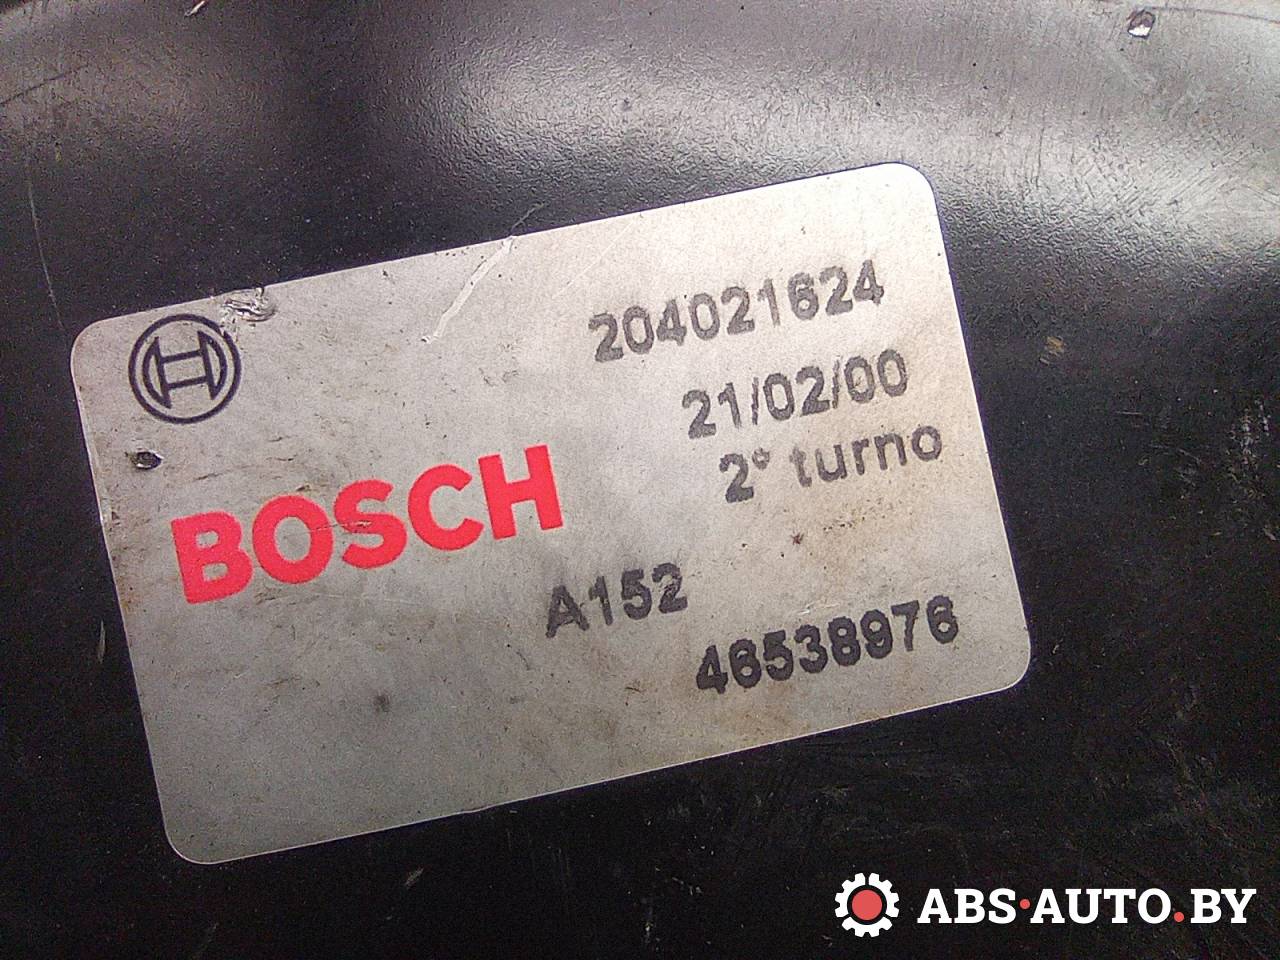 204021624
21/02/00
2° turno
BOSCH
A152
46538976
ABS·AUTO.BY